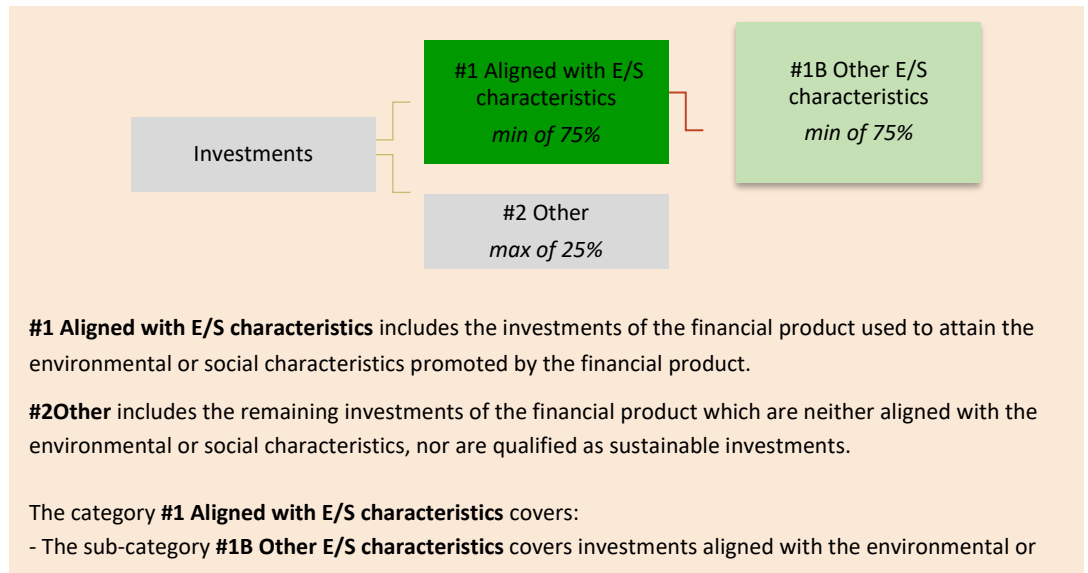 #1 Aligned with E/S
characteristics
min of 75%
#1B Other E/S
characteristics
min of 75%
Investments
#2 Other
max of 25%
#1 Aligned with E/S characteristics includes the investments of the financial product used to attain the
environmental or social characteristics promoted by the financial product.
#2Other includes the remaining investments of the financial product which are neither aligned with the
environmental or social characteristics, nor are qualified as sustainable investments.
The category #1 Aligned with E/S characteristics covers:
- The sub-category #1B Other E/S characteristics covers investments aligned with the environmental or